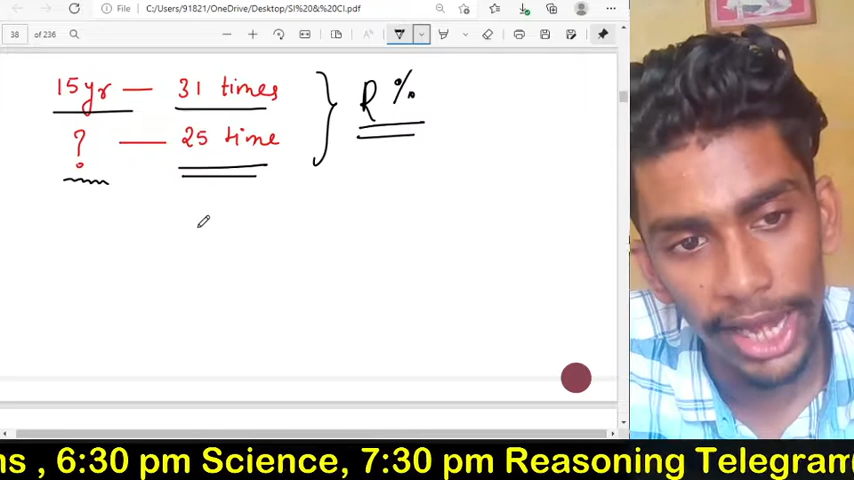 File C:/Users/91821/OneDrive/Desktop/SI%20&%20CI.pdf
38 of 236
15yr — 31 times
? — 25 time
R %
ns , 6:30 pm Science, 7:30 pm Reasoning Telegram